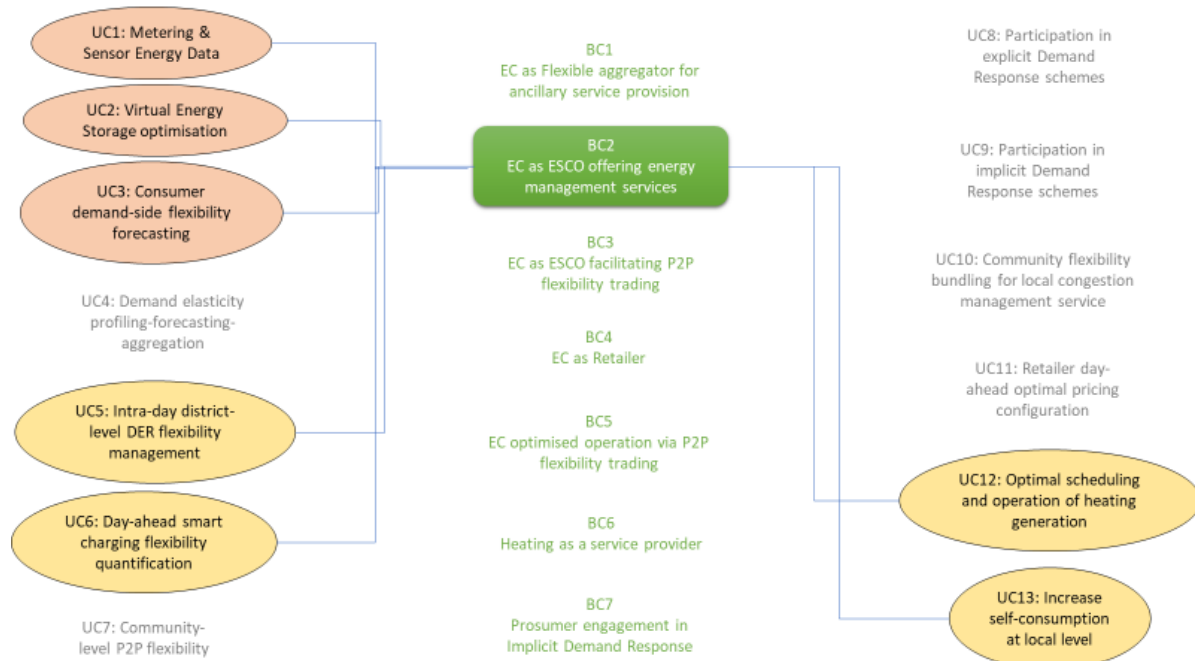 UC1: Metering &
Sensor Energy Data
UC2: Virtual Energy
Storage optimisation
UC3: Consumer
demand-side flexibility
forecasting
UC4: Demand elasticity
profiling-forecasting-
aggregation
UC5: Intra-day district-
level DER flexibility
management
UC6: Day-ahead smart
charging flexibility
quantification
UC7: Community-
level P2P flexibility
BC1
EC as Flexible aggregator for
ancillary service provision
BC2
EC as ESCO offering energy
management services
BC3
EC as ESCO facilitating P2P
flexibility trading
BC4
EC as Retailer
BC5
EC optimised operation via P2P
flexibility trading
BC6
Heating as a service provider
BC7
Prosumer engagement in
Implicit Demand Response
UC8: Participation in
explicit Demand
Response schemes
UC9: Participation in
implicit Demand
Response schemes
UC10: Community flexibility
bundling for local congestion
management service
UC11: Retailer day-
ahead optimal pricing
configuration
UC12: Optimal scheduling
and operation of heating
generation
UC13: Increase
self-consumption
at local level